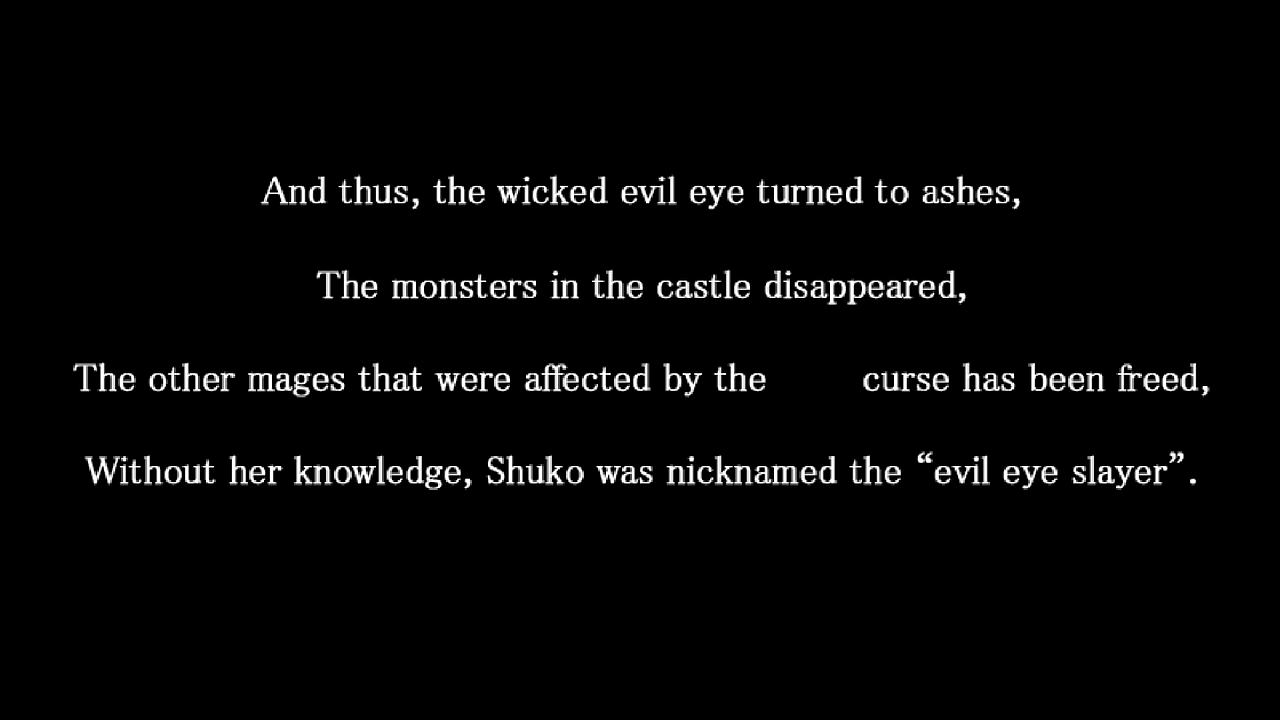 And thus, the wicked evil eye turned to ashes,
The monsters in the castle disappeared,
The other mages that were affected by the curse has been freed,
Without her knowledge, Shuko was nicknamed the “evil eye slayer”.